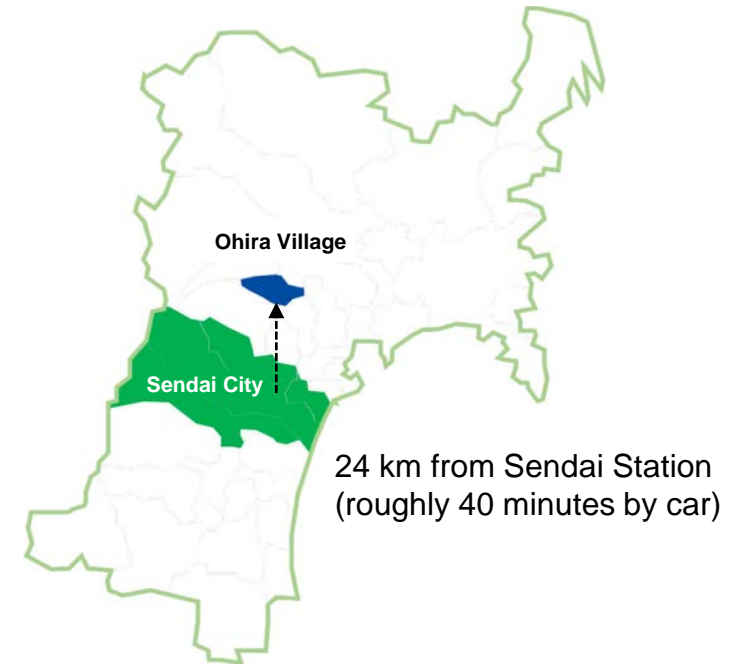 Ohira Village
Sendai City
24 km from Sendai Station
(roughly 40 minutes by car)